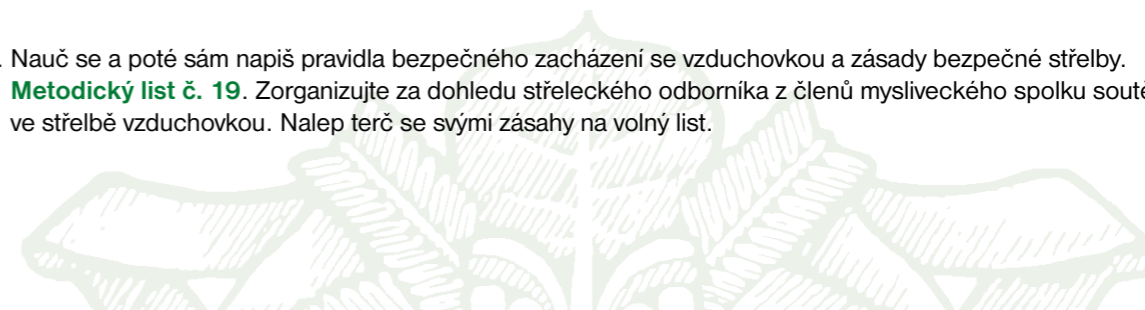 . Nauč se a poté sám napiš pravidla bezpečného zacházení se vzduchovkou a zásady bezpečné střelby.
Metodický list č. 19. Zorganizujte za dohledu střeleckého odborníka z členů mysliveckého spolku soutě
ve střelbě vzduchovkou. Nalep terč se svými zásahy na volný list.